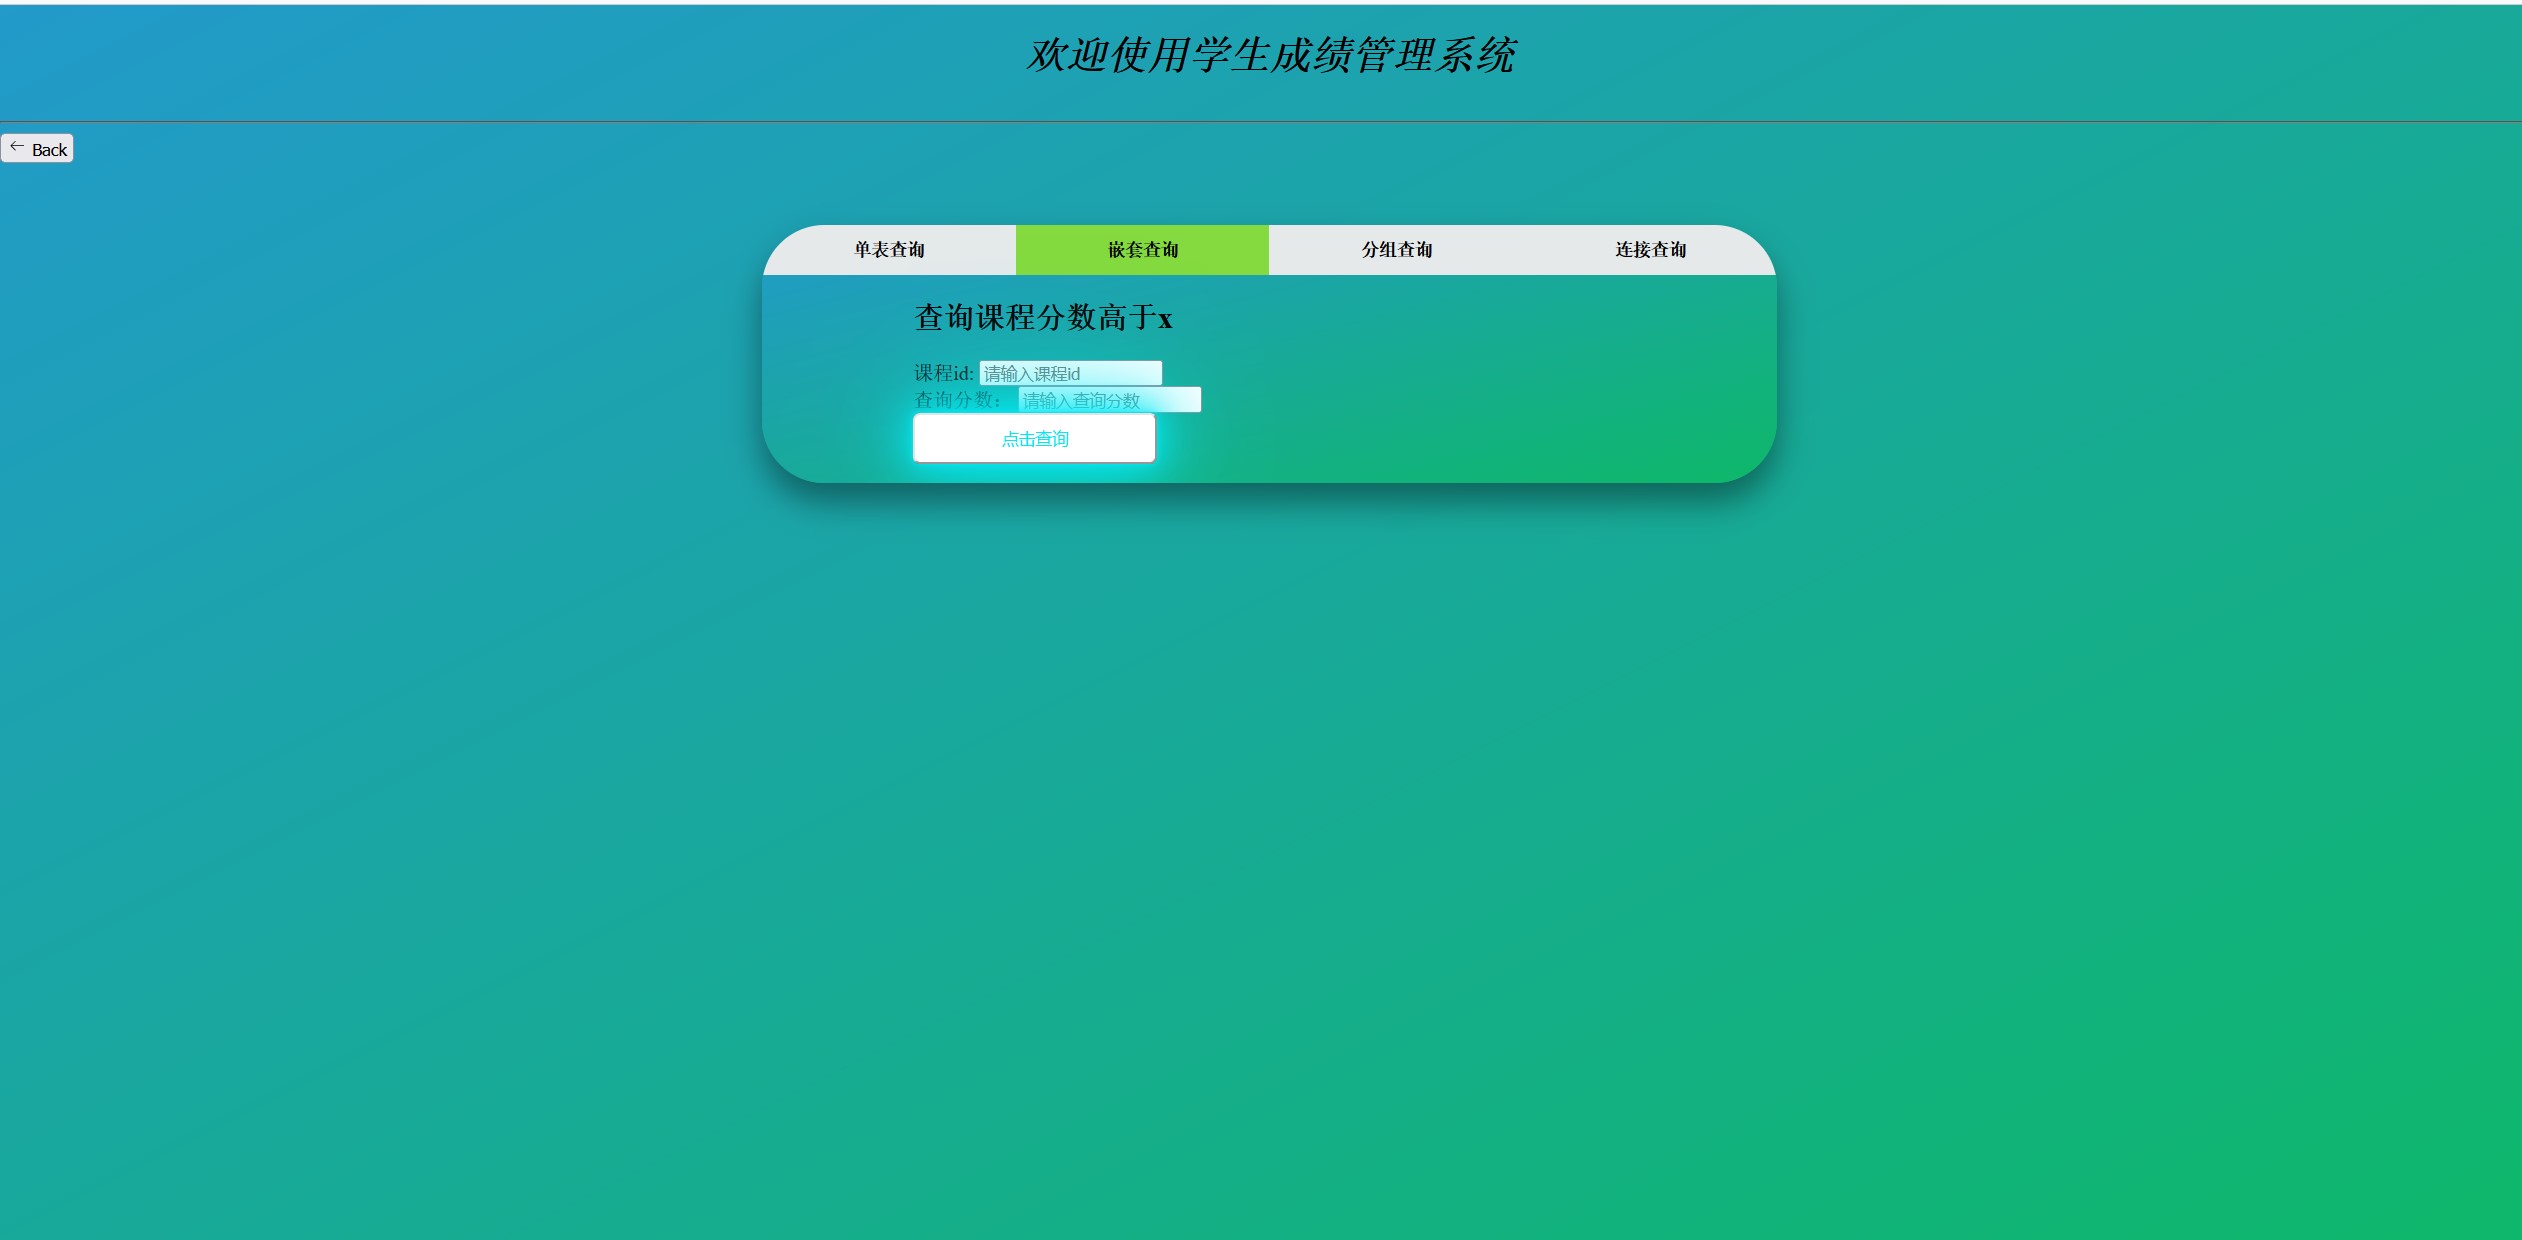 欢迎使用学生成绩管理系统
Back
单表查询 嵌套查询 分组查询 连接查询
查询课程分数高于x
课程id: 请输入课程id
查询分数： 请输入查询分数
点击查询